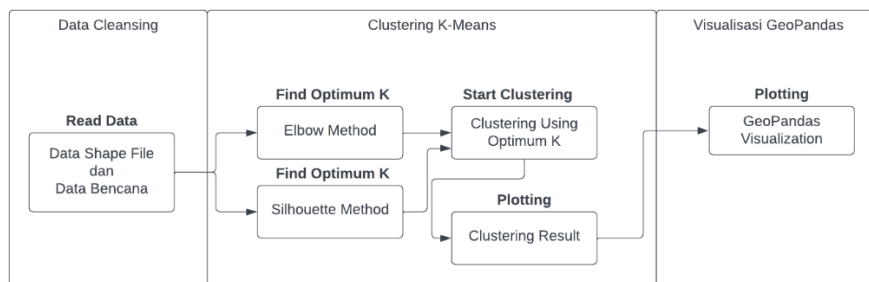 Data Cleansing
Clustering K-Means
Visualisasi GeoPandas
Read Data
Data Shape File
dan
Data Bencana
Find Optimum K
Elbow Method
Find Optimum K
Silhouette Method
Start Clustering
Clustering Using
Optimum K
Plotting
Clustering Result
Plotting
GeoPandas
Visualization